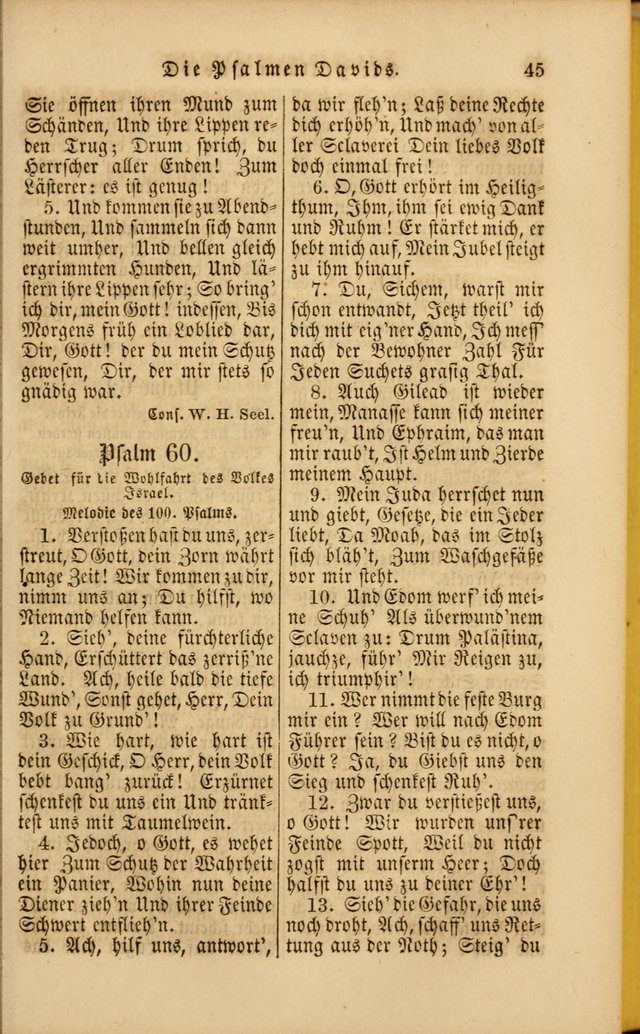 Die Psalmen Davids. 45
Sie öffnen ihren Mund zum
Schänden, Und ihre Lippen re-
den Trug; Drum sprich, du
Herrscher aller Enden! Zum
Lästerer: es ist genug!
5. Und kommen sie zu Abend-
stunden, Und sammeln sich dann
weit umher, Und bellen gleich
ergrimmten Hunden, Und lä-
stern ihre Lippen sehr; So bring'
ich dir, mein Gott! indessen, Bis
Morgens früh ein Loblied dar,
Dir, Gott! der du mein Schutz
gewesen, Dir, der mir stets so
gnädig war.
Conf. W. H. Seel.
Psalm 60.
Gebet für die Wohlfahrt des Volkes
Israel.
Melodie des 100. Psalms.
1. Verstoßen hast du uns, zer-
streut, O Gott, dein Zorn währt
lange Zeit! Wir kommen zu dir,
nimm uns an; Du hilfst, wo
Niemand helfen kann.
2. Sieh', deine fürchterliche
Hand, Erschüttert das zerriß'ne
Land. Ach, heile bald die tiefe
Wund', Sonst gehet, Herr, Dein
Volk zu Grund'!
3. Wie hart, wie hart ist
dein Geschick, O Herr, dein Volk
bebt bang' zurück! Erzürnet
schenkest du uns ein Und tränk-
test uns mit Taumelwein.
4. Jedoch, o Gott, es wehet
hier Zum Schutz der Wahrheit
ein Panier, Wohin nun deine
Diener zieh'n Und ihrer Feinde
Schwert entflieh'n.
5. Ach, hilf uns, antwort',
da wir fleh'n; Laß deine Rechte
dich erhöh'n, Und mach' von al-
ler Sclaverei Dein liebes Volk
doch einmal frei!
6. O, Gott erhört im Heilig-
thum, Ihm, ihm sei ewig Dank
und Ruhm! Er stärket mich, er
hebt mich auf, Mein Jubel steigt
zu ihm hinauf.
7. Du, Sichem, warst mir
schon entwandt, Jetzt theil' ich
dich mit eig'ner Hand, Ich mess'
nach der Bewohner Zahl Für
Jeden Suchets grasig Thal.
8. Auch Gilead ist wieder
mein, Manasse kann sich meiner
freu'n, Und Ephraim, das man
mir raub't, Ist Helm und Zierde
meinem Haupt.
9. Mein Juda herrschet nun
und giebt, Gesetze, die ein Jeder
liebt, Da Moab, das im Stolz
sich bläh't, Zum Waschgefäße
vor mir steht.
10. Und Edom werf' ich mei-
ne Schuh' Als überwund'nem
Sclaven zu: Drum Palästina,
jauchze, führ' Mir Reigen zu,
ich triumphir'!
11. Wer nimmt die feste Burg
mir ein? Wer will nach Edom
Führer sein? Bist du es nicht, o
Gott? Ja, du Giebst uns den
Sieg und schenkest Ruh'.
12. Zwar du verstießest uns,
o Gott! Wir wurden uns'rer
Feinde Spott, Weil du nicht
zogst mit unserm Heer; Doch
halfst du uns zu deiner Ehr'!
13. Sieh' die Gefahr, die uns
noch droht, Ach, schaff' uns Ret-
tung aus der Noth; Steig' du